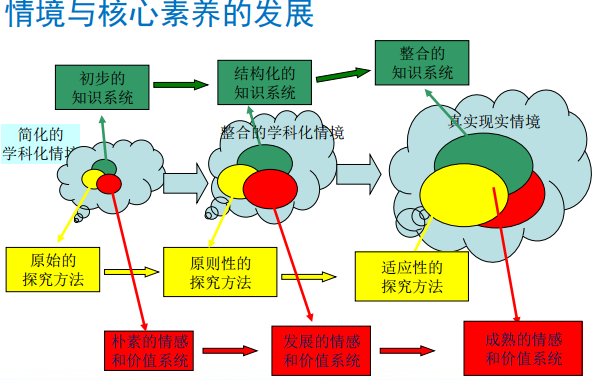 情境与核心素养的发展
初步的
知识系统
结构化的
知识系统
整合的
知识系统
简化的
学科化情境
整合的学科化情境
真实现实情境
原始的
探究方法
原则性的
探究方法
适应性的
探究方法
朴素的情感
和价值系统
发展的情感
和价值系统
成熟的情感
和价值系统